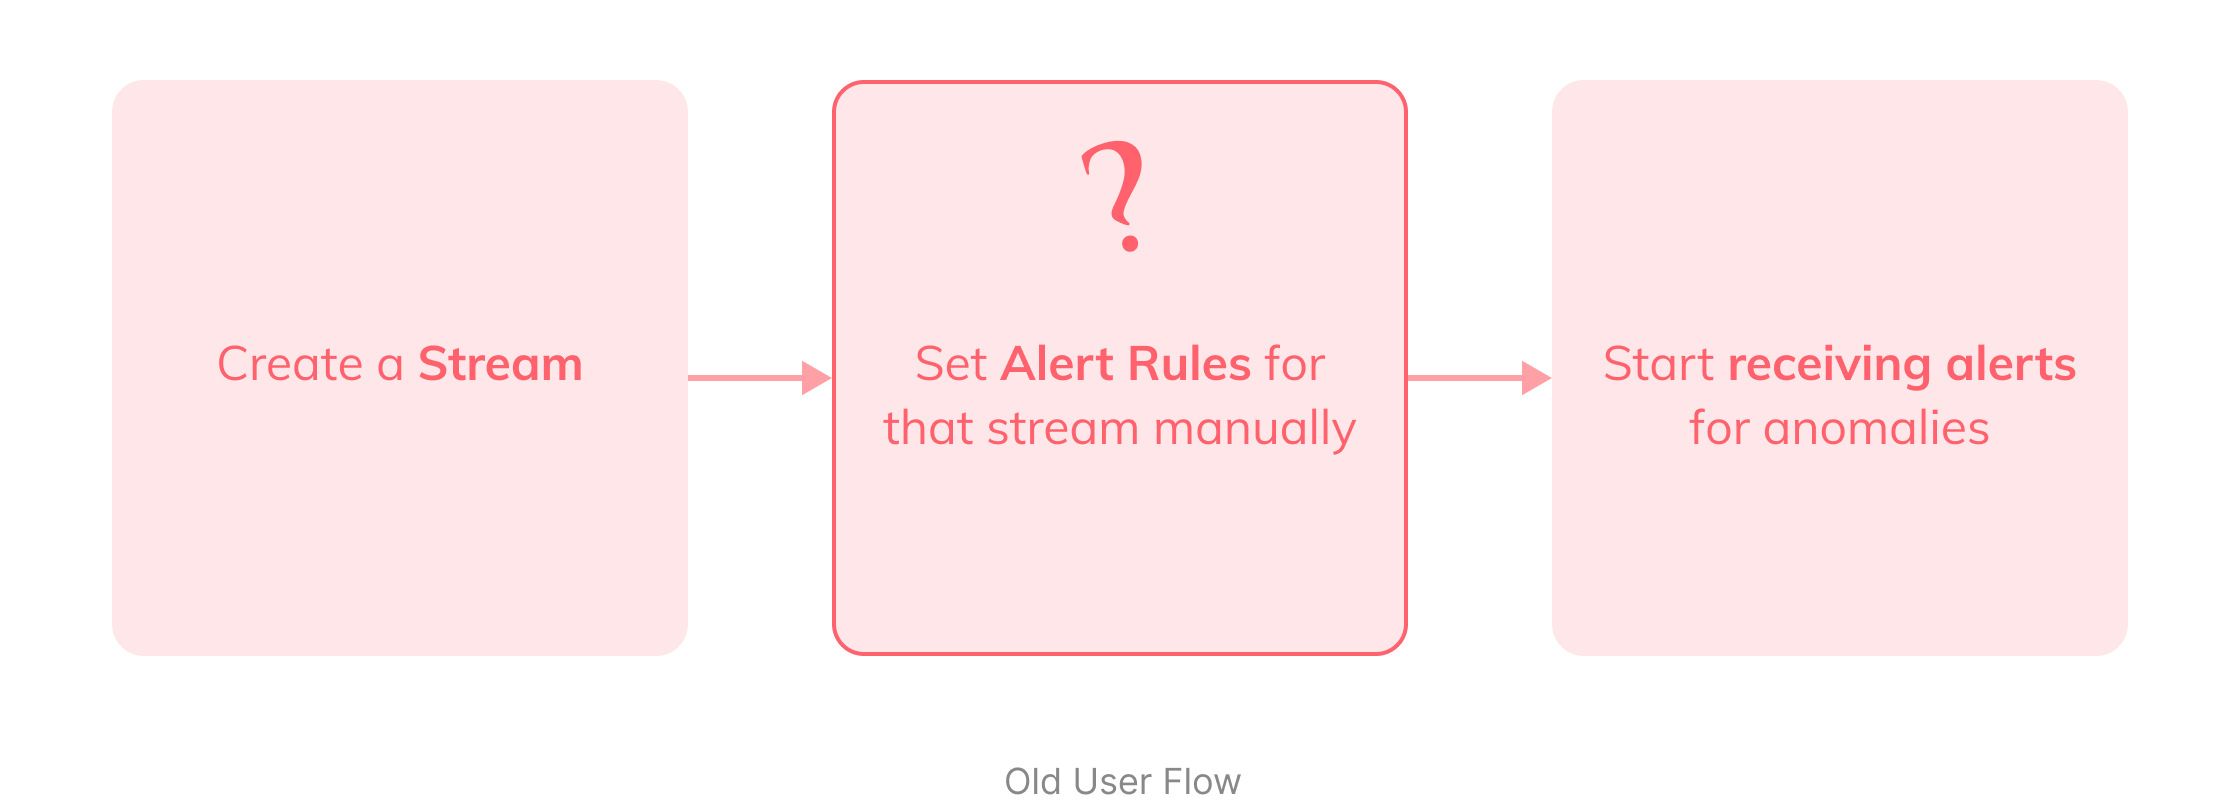 Create a Stream
?
Set Alert Rules for
that stream manually
Start receiving alerts
for anomalies
Old User Flow